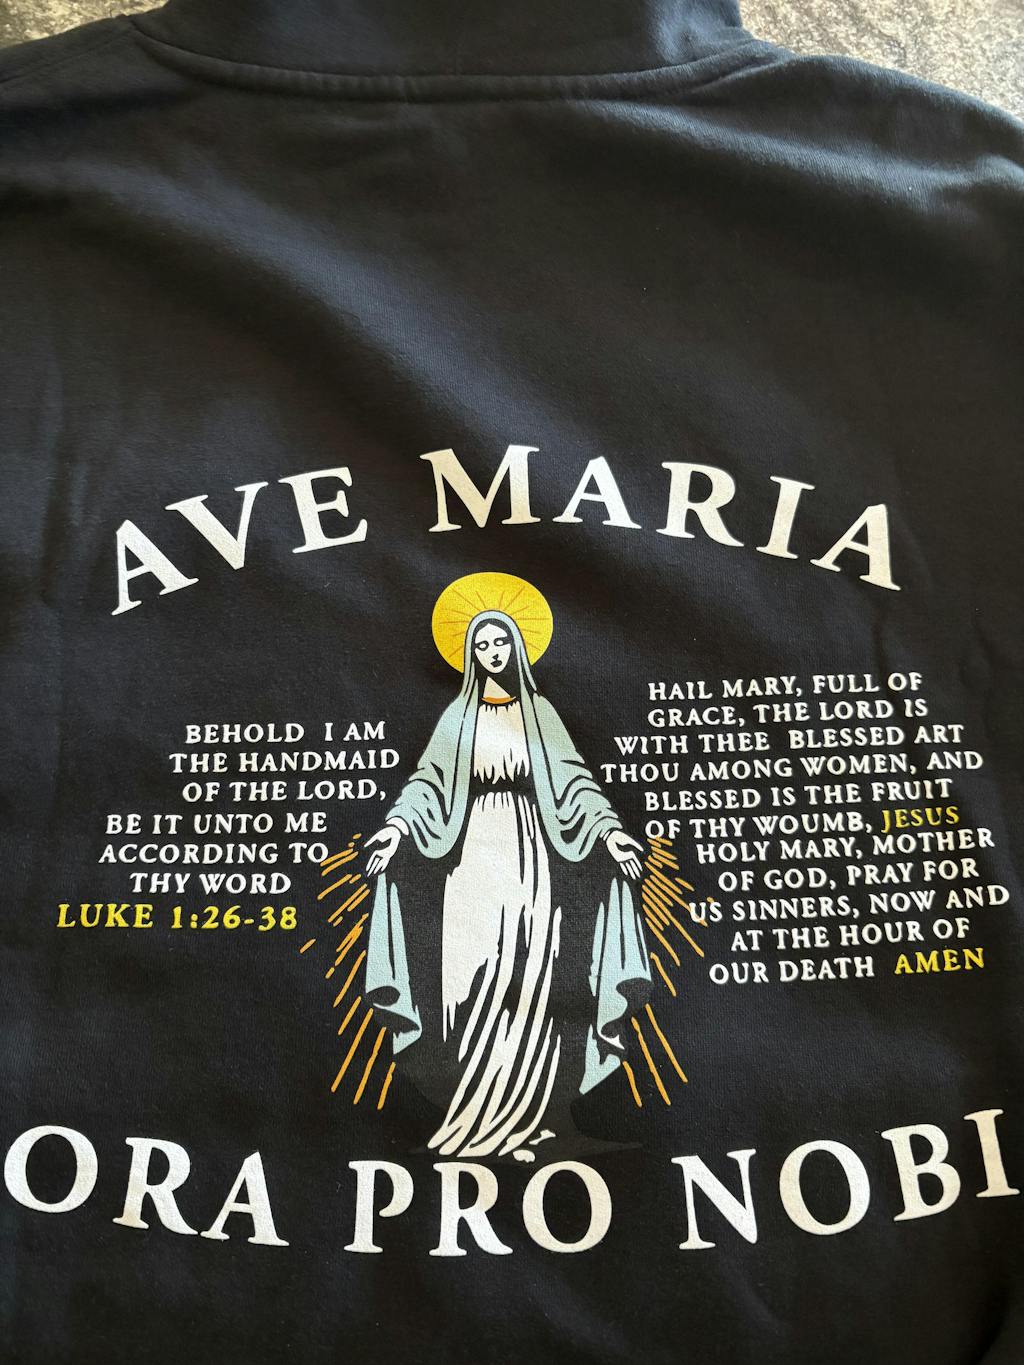 AVE MARIA
BEHOLD I AM
THE HANDMAID
OF THE LORD,
BE IT UNTO ME
ACCORDING TO
THY WORD
LUKE 1:26-38
HAIL MARY, FULL OF
GRACE, THE LORD IS
WITH THEE BLESSED ART
THOU AMONG WOMEN, AND
BLESSED IS THE FRUIT
OF THY WOUMB, JESUS
HOLY MARY, MOTHER
OF GOD, PRAY FOR
US SINNERS, NOW AND
AT THE HOUR OF
OUR DEATH AMEN
ORA PRO NOBI